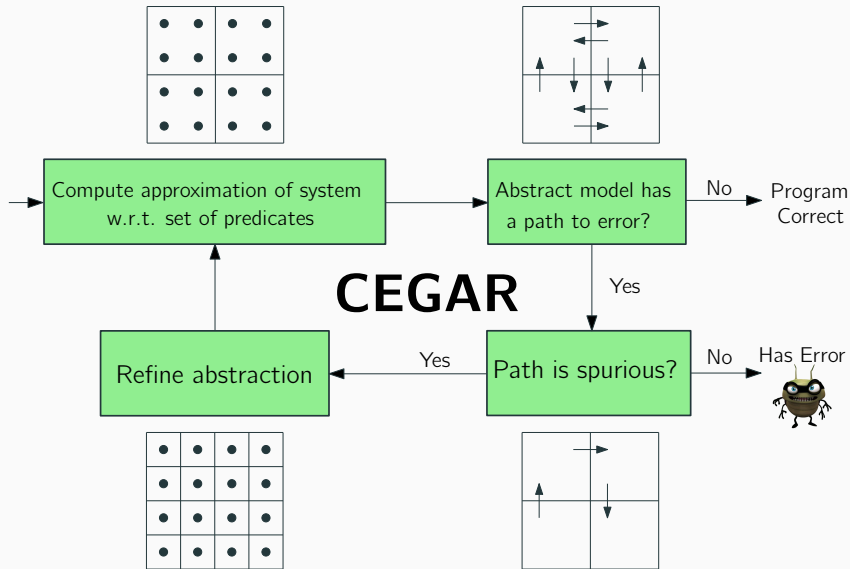 Compute approximation of system
w.r.t. set of predicates
Abstract model has
a path to error?
No
Program
Correct
CEGAR
Yes
Refine abstraction
Yes
Path is spurious?
No
Has Error